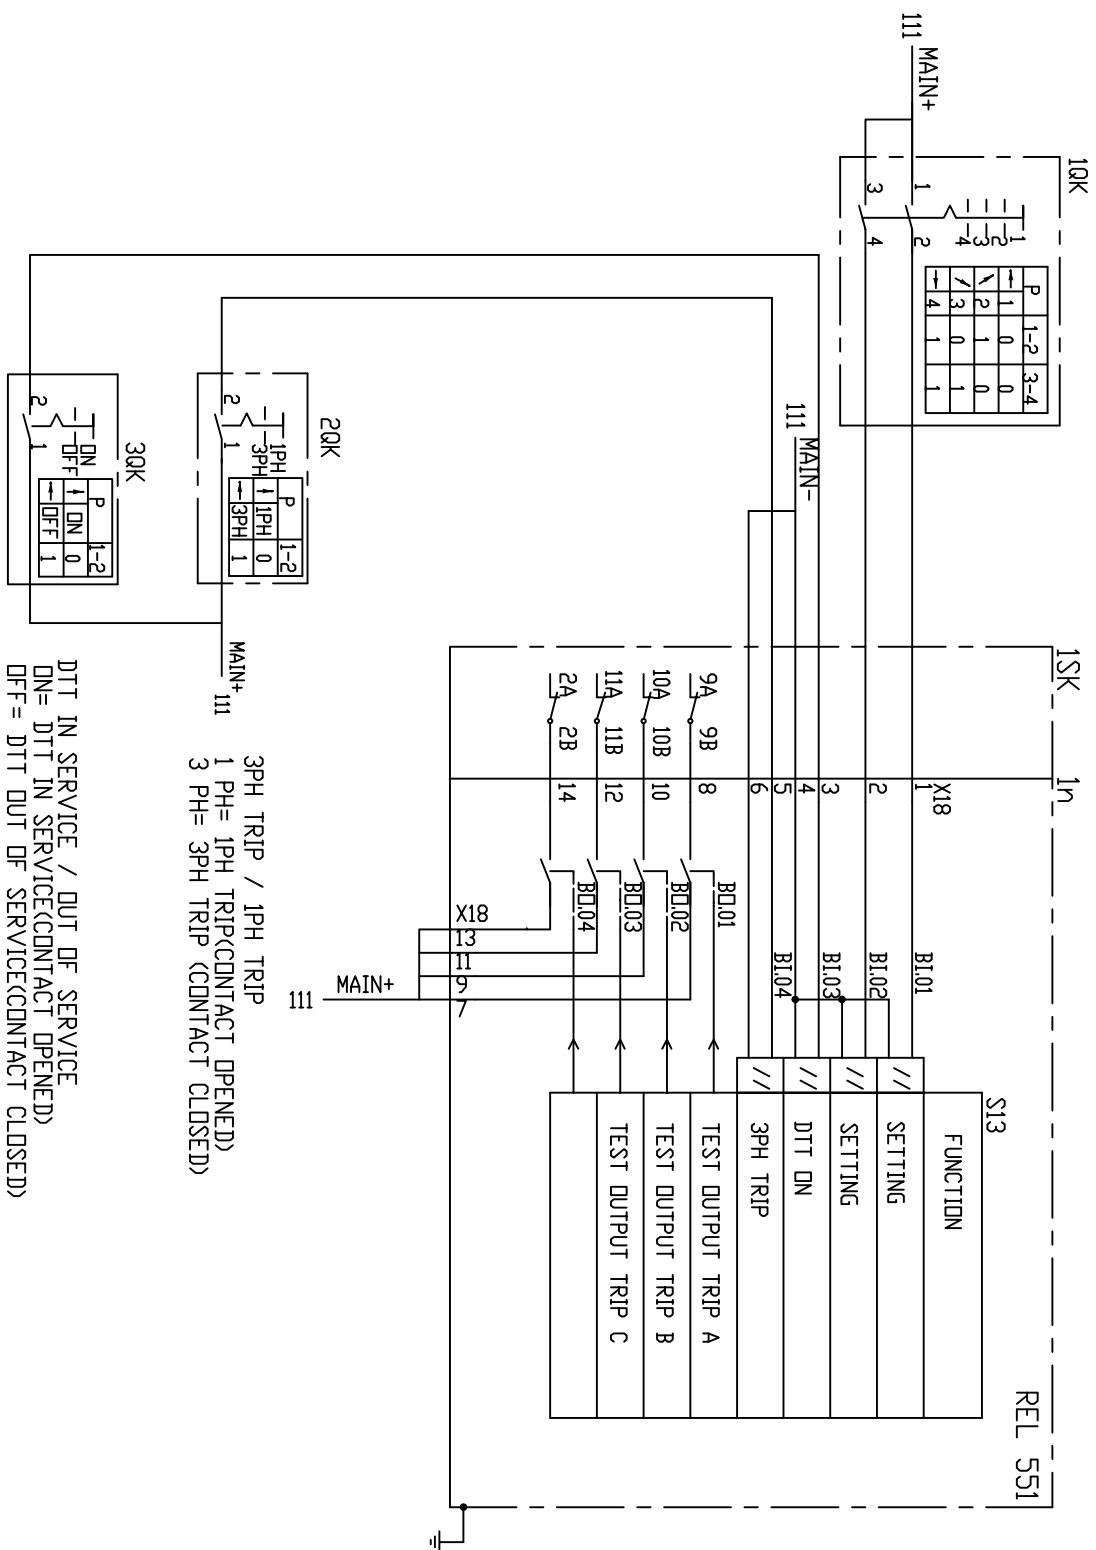 111 MAIN+
1QK
1 2
3 4
1
2
3
4
P 1-2 3-4
1 0 0
2 1 0
3 0 1
4 1 1
111 MAIN-
2QK
2 1
1PH
3PH
P 1-2
1PH 0
3PH 1
3QK
2 1
ON
OFF
P 1-2
ON 0
OFF 1
MAIN+ 111
1SK
1n
REL 551
X18
1
2
3
4
5
6
8
10
12
14
9A 9B
10A 10B
11A 11B
2A 2B
BO.01
BO.02
BO.03
BO.04
X18
13
11
9
7
111 MAIN+
BI.01
BI.02
BI.03
BI.04
S13
FUNCTION
// SETTING
// SETTING
// DTT ON
// 3PH TRIP
TEST OUTPUT TRIP A
TEST OUTPUT TRIP B
TEST OUTPUT TRIP C
3PH TRIP / 1PH TRIP
1 PH= 1PH TRIP(CONTACT OPENED)
3 PH= 3PH TRIP (CONTACT CLOSED)
DTT IN SERVICE / OUT OF SERVICE
ON= DTT IN SERVICE(CONTACT OPENED)
OFF= DTT OUT OF SERVICE(CONTACT CLOSED)